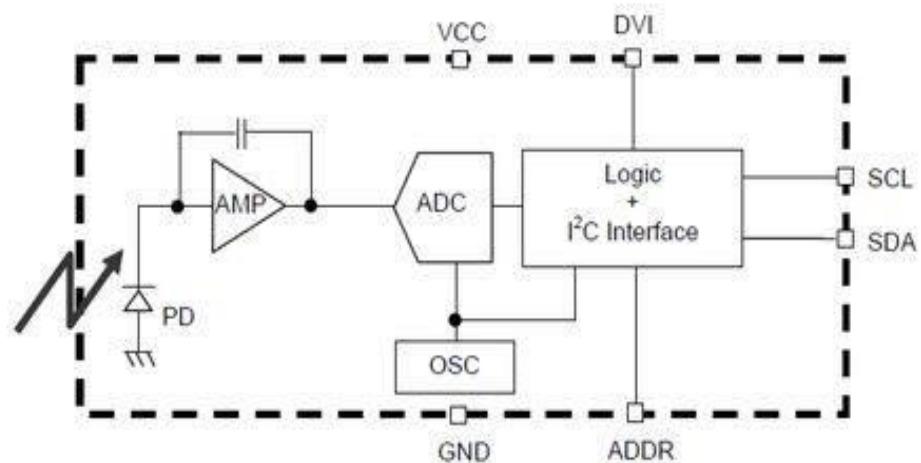 VCC
DVI
AMP
ADC
Logic
+
I²C Interface
SCL
SDA
PD
OSC
GND
ADDR